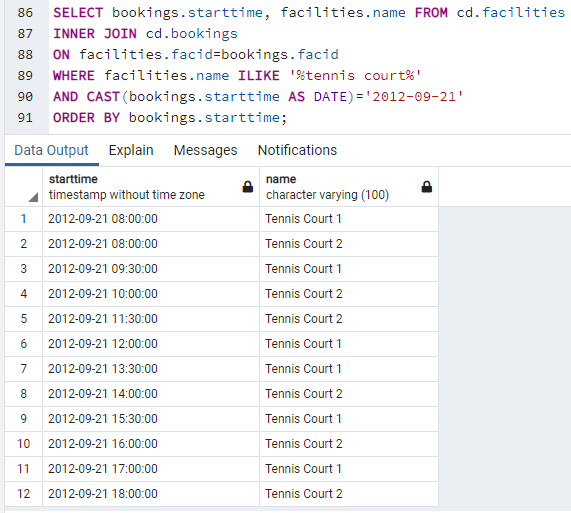 86 SELECT bookings.starttime, facilities.name FROM cd.facilities
87 INNER JOIN cd.bookings
88 ON facilities.facid=bookings.facid
89 WHERE facilities.name ILIKE '%tennis court%'
90 AND CAST(bookings.starttime AS DATE)='2012-09-21'
91 ORDER BY bookings.starttime;
Data Output Explain Messages Notifications
starttime name
timestamp without time zone character varying (100)
1 2012-09-21 08:00:00 Tennis Court 1
2 2012-09-21 08:00:00 Tennis Court 2
3 2012-09-21 09:30:00 Tennis Court 1
4 2012-09-21 10:00:00 Tennis Court 2
5 2012-09-21 11:30:00 Tennis Court 2
6 2012-09-21 12:00:00 Tennis Court 1
7 2012-09-21 13:30:00 Tennis Court 1
8 2012-09-21 14:00:00 Tennis Court 2
9 2012-09-21 15:30:00 Tennis Court 1
10 2012-09-21 16:00:00 Tennis Court 2
11 2012-09-21 17:00:00 Tennis Court 1
12 2012-09-21 18:00:00 Tennis Court 2